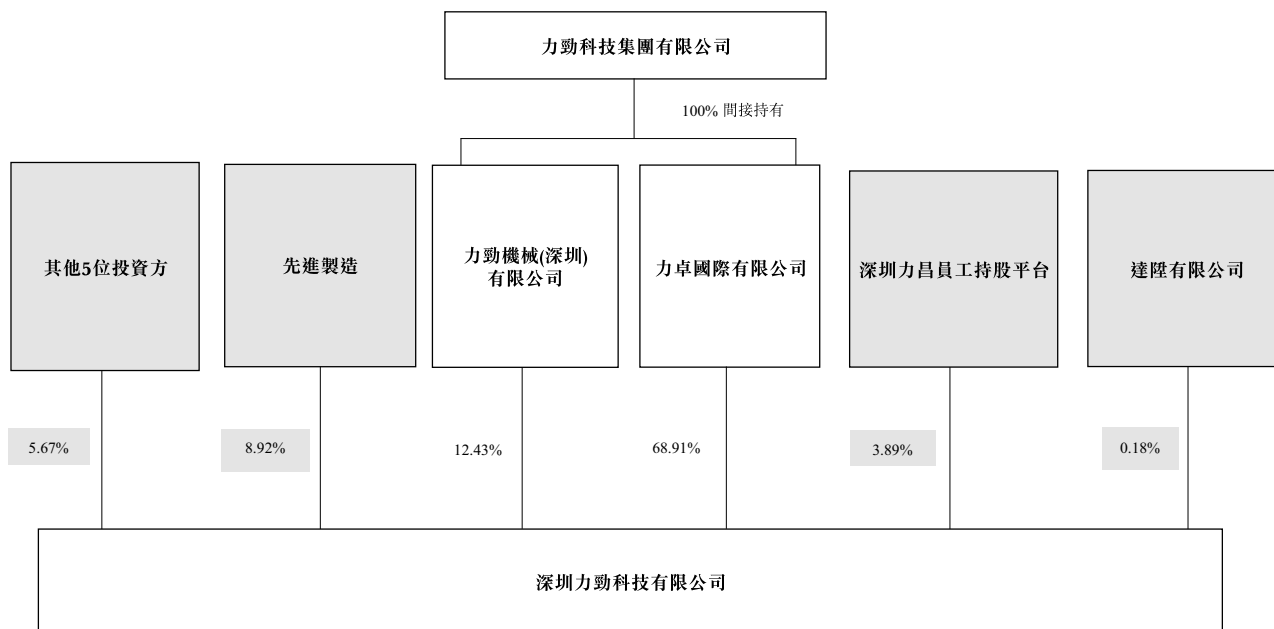 力勁科技集團有限公司
100% 間接持有
其他5位投資方
先進製造
力勁機械(深圳)
有限公司
力卓國際有限公司
深圳力昌員工持股平台
達陞有限公司
5.67%
8.92%
12.43%
68.91%
3.89%
0.18%
深圳力勁科技有限公司